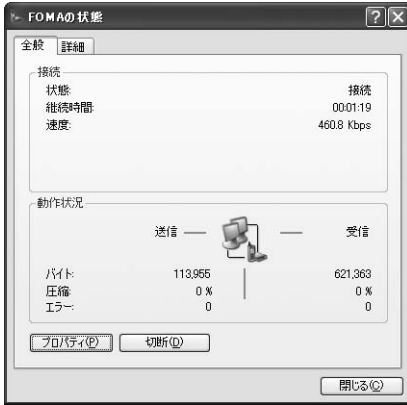 FOMAの状態
全般 詳細
接続
状態: 接続
継続時間: 00:01:19
速度: 460.8 Kbps
動作状況
送信 受信
バイト: 113,955 621,363
圧縮: 0 % 0 %
エラー: 0 0
プロパティ(P) 切断(D)
閉じる(C)